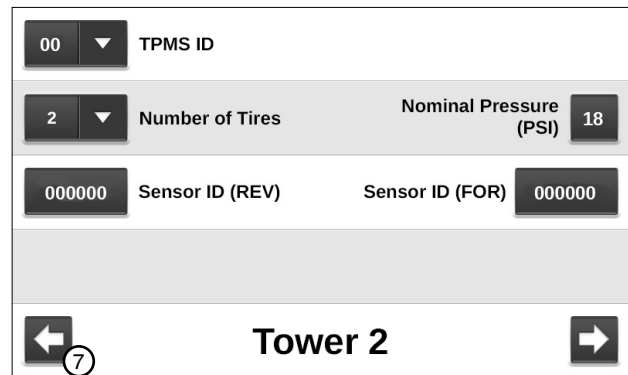 00 TPMS ID
2 Number of Tires Nominal Pressure
(PSI) 18
000000 Sensor ID (REV) Sensor ID (FOR) 000000
Tower 2
7